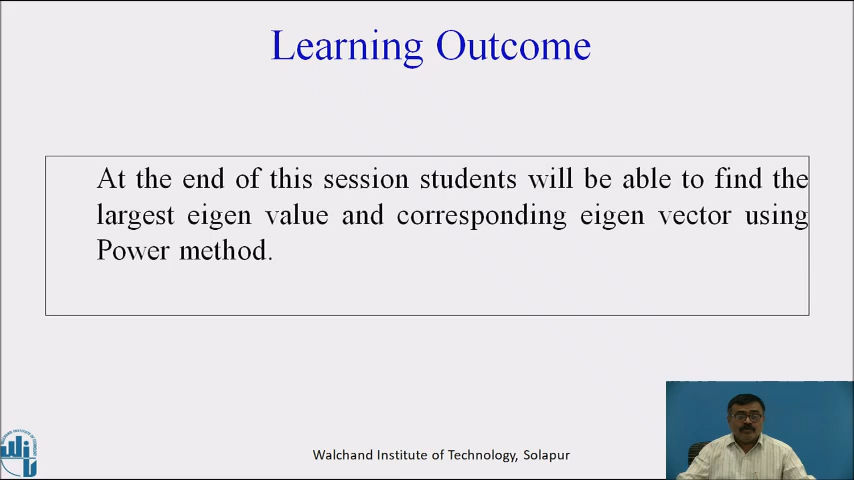 Learning Outcome
At the end of this session students will be able to find the
largest eigen value and corresponding eigen vector using
Power method.
Walchand Institute of Technology, Solapur